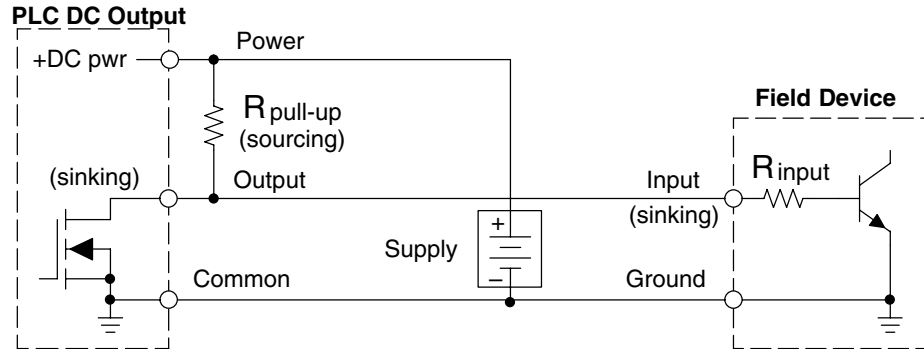 PLC DC Output
+DC pwr
Power
R pull-up
(sourcing)
Field Device
(sinking)
Output
Input
(sinking)
R input
+
Supply
–
Common
Ground